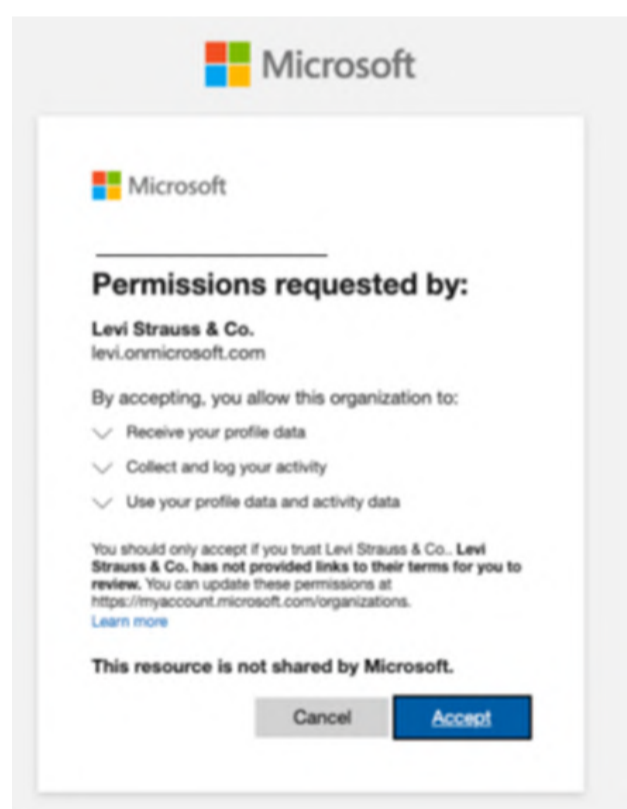 Microsoft
Microsoft
Permissions requested by:
Levi Strauss & Co.
levi.onmicrosoft.com
By accepting, you allow this organization to:
Receive your profile data
Collect and log your activity
Use your profile data and activity data
You should only accept if you trust Levi Strauss & Co.. Levi
Strauss & Co. has not provided links to their terms for you to
review. You can update these permissions at
https://myaccount.microsoft.com/organizations.
Learn more
This resource is not shared by Microsoft.
Cancel
Accept